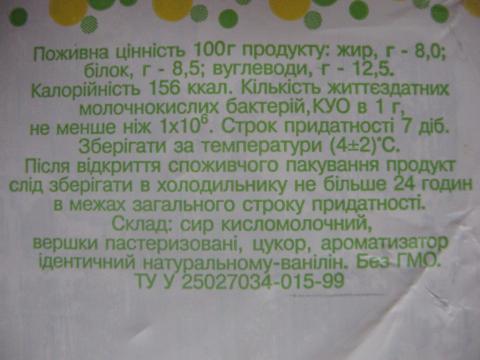 Поживна цінність 100г продукту: жир, г - 8,0;
білок, г - 8,5; вуглеводи, г - 12,5.
Калорійність 156 ккал. Кількість життєздатних
молочнокислих бактерій,КУО в 1 г,
не менше ніж 1х10⁶. Строк придатності 7 діб.
Зберігати за температури (4±2)°С.
Після відкриття споживчого пакування продукт
слід зберігати в холодильнику не більше 24 годин
в межах загального строку придатності.
Склад: сир кисломолочний,
вершки пастеризовані, цукор, ароматизатор
ідентичний натуральному-ванілін. Без ГМО.
ТУ У 25027034-015-99